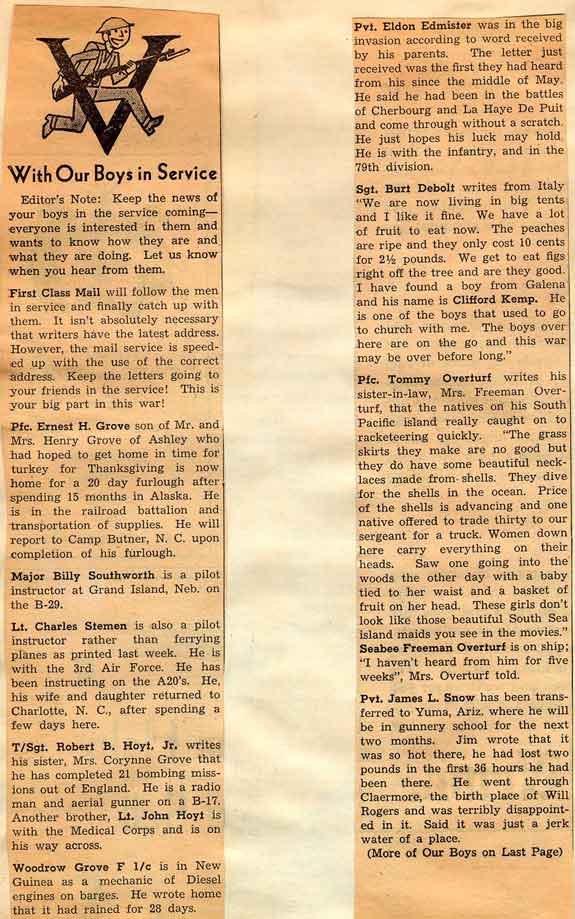 V
With Our Boys in Service
Editor's Note: Keep the news of
your boys in the service coming—
everyone is interested in them and
wants to know how they are and
what they are doing. Let us know
when you hear from them.
First Class Mail will follow the men
in service and finally catch up with
them. It isn't absolutely necessary
that writers have the latest address.
However, the mail service is speed-
ed up with the use of the correct
address. Keep the letters going to
your friends in the service! This is
your big part in this war!
Pfc. Ernest H. Grove son of Mr. and
Mrs. Henry Grove of Ashley who
had hoped to get home in time for
turkey for Thanksgiving is now
home for a 20 day furlough after
spending 15 months in Alaska. He
is in the railroad battalion and
transportation of supplies. He will
report to Camp Butner, N. C. upon
completion of his furlough.
Major Billy Southworth is a pilot
instructor at Grand Island, Neb. on
the B-29.
Lt. Charles Stemen is also a pilot
instructor rather than ferrying
planes as printed last week. He is
with the 3rd Air Force. He has
been instructing on the A20's. He,
his wife and daughter returned to
Charlotte, N. C., after spending a
few days here.
T/Sgt. Robert B. Hoyt, Jr. writes
his sister, Mrs. Corynne Grove that
he has completed 21 bombing miss-
ions out of England. He is a radio
man and aerial gunner on a B-17.
Another brother, Lt. John Hoyt is
with the Medical Corps and is on
his way across.
Woodrow Grove F 1/c is in New
Guinea as a mechanic of Diesel
engines on barges. He wrote home
that it had rained for 28 days.
Pvt. Eldon Edmister was in the big
invasion according to word received
by his parents. The letter just
received was the first they had heard
from his since the middle of May.
He said he had been in the battles
of Cherbourg and La Haye De Puit
and come through without a scratch.
He just hopes his luck may hold.
He is with the infantry, and in the
79th division.
Sgt. Burt Debolt writes from Italy
"We are now living in big tents
and I like it fine. We have a lot
of fruit to eat now. The peaches
are ripe and they only cost 10 cents
for 2½ pounds. We get to eat figs
right off the tree and are they good.
I have found a boy from Galena
and his name is Clifford Kemp. He
is one of the boys that used to go
to church with me. The boys over
here are on the go and this war
may be over before long."
Pfc. Tommy Overturf writes his
sister-in-law, Mrs. Freeman Over-
turf, that the natives on his South
Pacific island really caught on to
racketeering quickly. "The grass
skirts they make are no good but
they do have some beautiful neck-
laces made from shells. They dive
for the shells in the ocean. Price
of the shells is advancing and one
native offered to trade thirty to our
sergeant for a truck. Women down
here carry everything on their
heads. Saw one going into the
woods the other day with a baby
tied to her waist and a basket of
fruit on her head. These girls don't
look like those beautiful South Sea
island maids you see in the movies."
Seabee Freeman Overturf is on ship;
"I haven't heard from him for five
weeks", Mrs. Overturf told.
Pvt. James L. Snow has been trans-
ferred to Yuma, Ariz. where he will
be in gunnery school for the next
two months. Jim wrote that it
was so hot there, he had lost two
pounds in the first 36 hours he had
been there. He went through
Claermore, the birth place of Will
Rogers and was terribly disappoint-
ed in it. Said it was just a jerk
water of a place.
(More of Our Boys on Last Page)